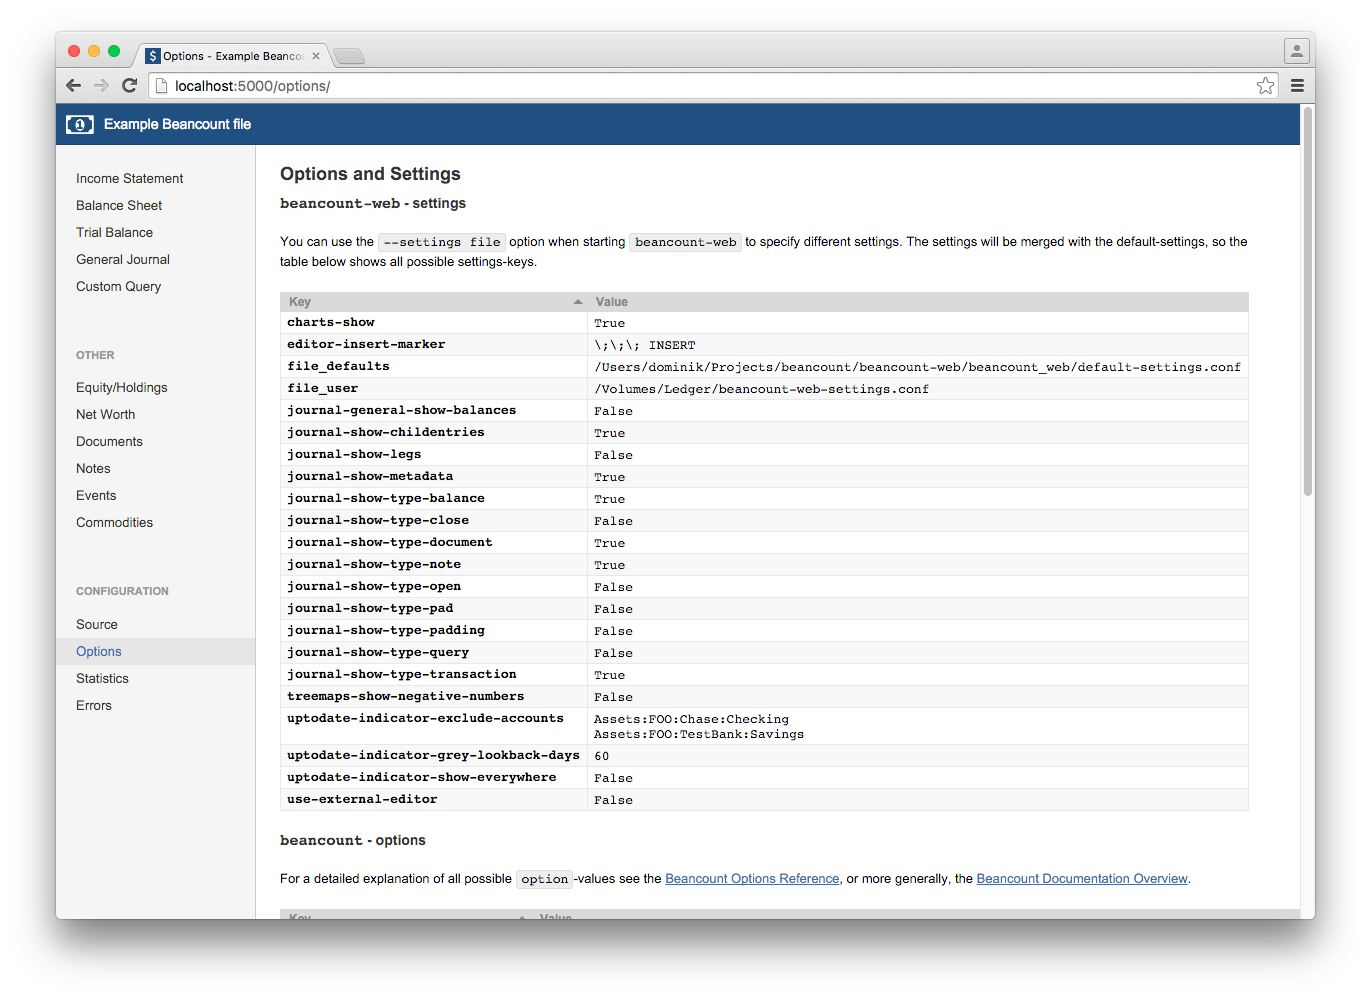 Options - Example Beancou
localhost:5000/options/
Example Beancount file
Income Statement
Balance Sheet
Trial Balance
General Journal
Custom Query
OTHER
Equity/Holdings
Net Worth
Documents
Notes
Events
Commodities
CONFIGURATION
Source
Options
Statistics
Errors
Options and Settings
beancount-web - settings
You can use the --settings file option when starting beancount-web to specify different settings. The settings will be merged with the default-settings, so the
table below shows all possible settings-keys.
Key Value
charts-show True
editor-insert-marker \;\;\; INSERT
file_defaults /Users/dominik/Projects/beancount/beancount-web/beancount_web/default-settings.conf
file_user /Volumes/Ledger/beancount-web-settings.conf
journal-general-show-balances False
journal-show-childentries True
journal-show-legs False
journal-show-metadata True
journal-show-type-balance True
journal-show-type-close False
journal-show-type-document True
journal-show-type-note True
journal-show-type-open False
journal-show-type-pad False
journal-show-type-padding False
journal-show-type-query False
journal-show-type-transaction True
treemaps-show-negative-numbers False
uptodate-indicator-exclude-accounts Assets:FOO:Chase:Checking
Assets:FOO:TestBank:Savings
uptodate-indicator-grey-lookback-days 60
uptodate-indicator-show-everywhere False
use-external-editor False
beancount - options
For a detailed explanation of all possible option -values see the Beancount Options Reference, or more generally, the Beancount Documentation Overview.
Key Value